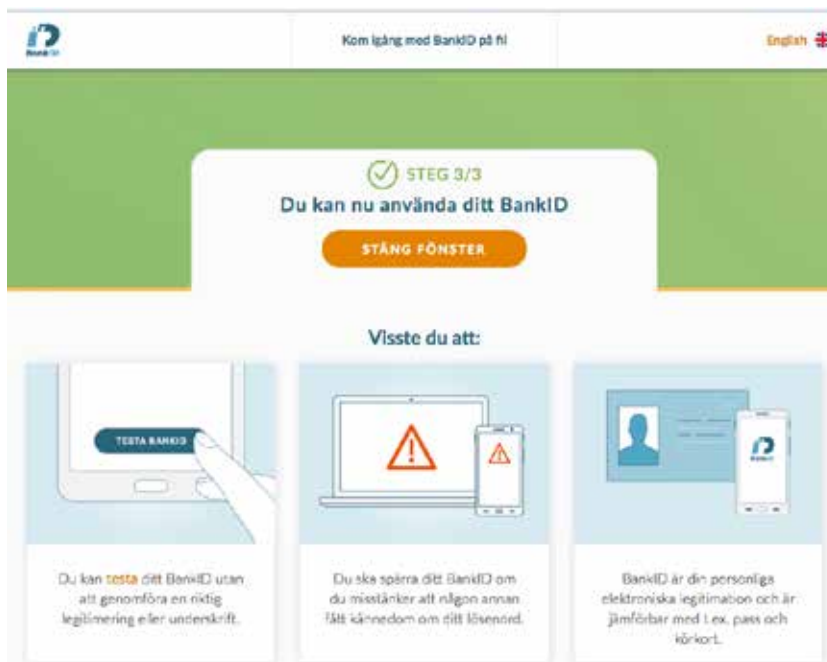 BankID
Kom igång med BankID på fil
English
STEG 3/3
Du kan nu använda ditt BankID
STÄNG FÖNSTER
Visste du att:
TESTA BANKID
BankID
Du kan testa ditt BankID utan
att genomföra en riktig
legitimering eller underskrift.
Du ska spärra ditt BankID om
du misstänker att någon annan
fått kännedom om ditt lösenord.
BankID är din personliga
elektroniska legitimation och är
jämförbar med t.ex. pass och
körkort.